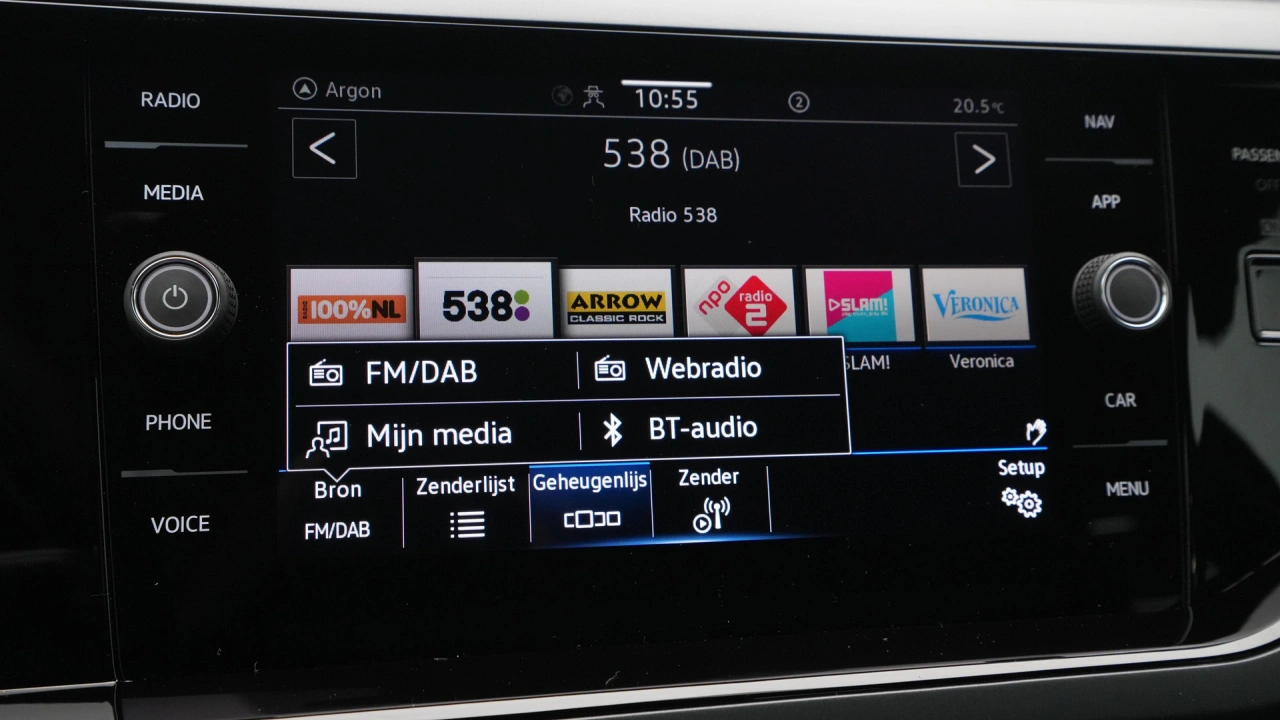 RADIO
MEDIA
PHONE
VOICE
Argon
10:55
2
20.5°C
538 (DAB)
Radio 538
RADIO 100%NL
538
ARROW
CLASSIC ROCK
npo radio 2
SLAM!
VERONICA
SLAM!
Veronica
FM/DAB
Webradio
Mijn media
BT-audio
Bron
FM/DAB
Zenderlijst
Geheugenlijs
Zender
Setup
NAV
APP
CAR
MENU
PASSEN